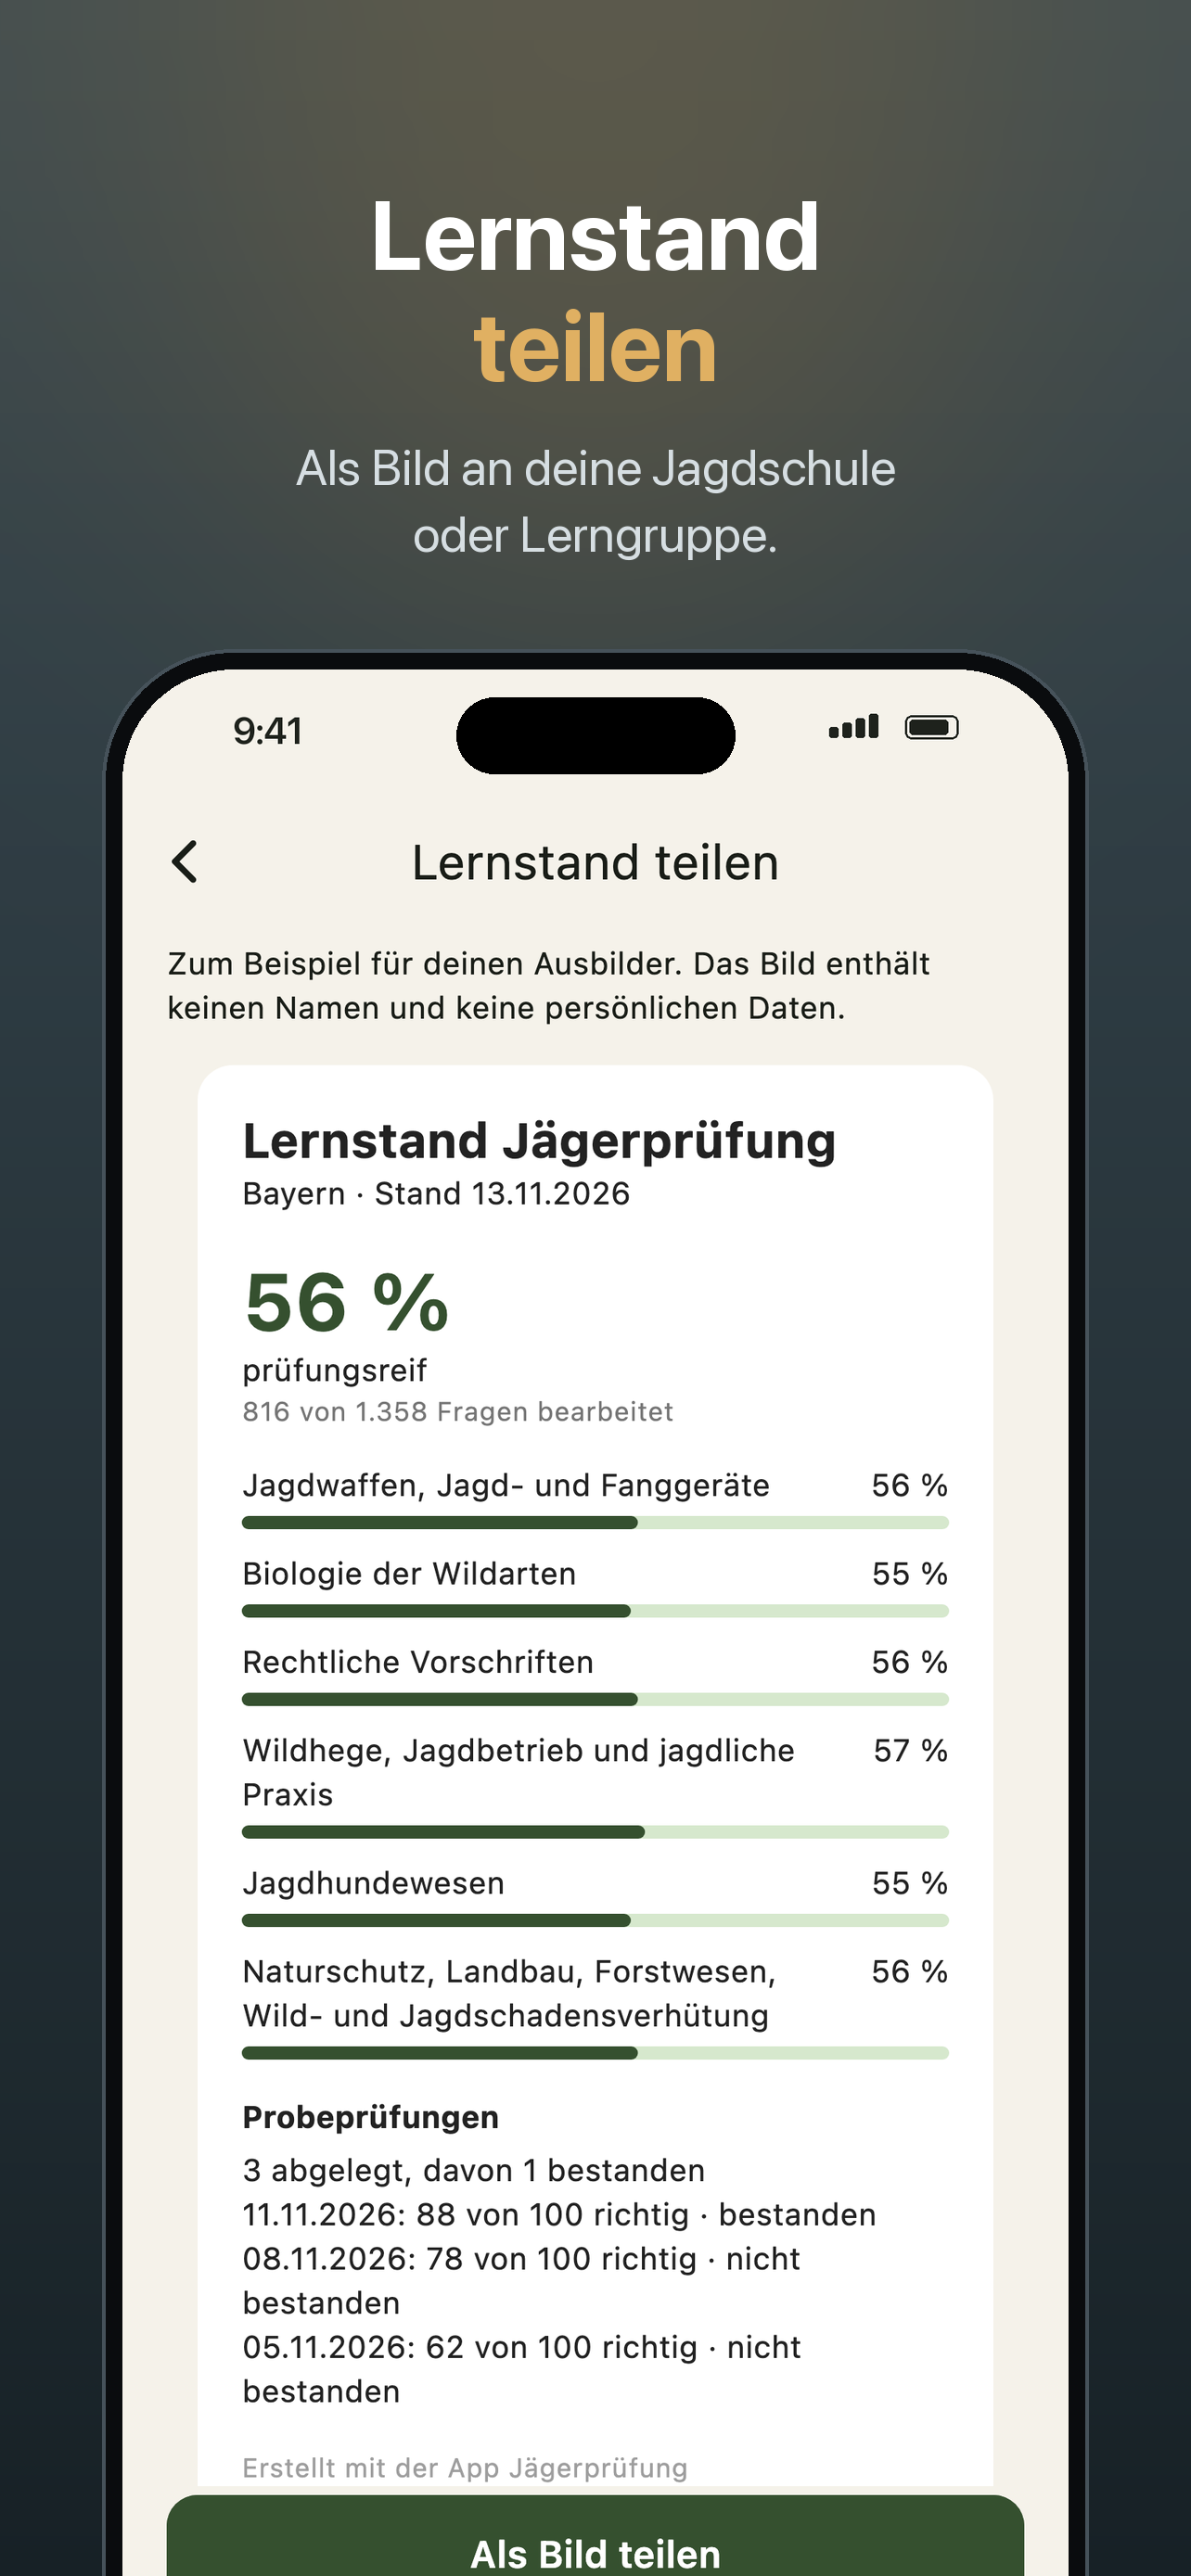 Lernstand
teilen
Als Bild an deine Jagdschule
oder Lerngruppe.
9:41
Lernstand teilen
Zum Beispiel für deinen Ausbilder. Das Bild enthält
keinen Namen und keine persönlichen Daten.
Lernstand Jägerprüfung
Bayern · Stand 13.11.2026
56 %
prüfungsreif
816 von 1.358 Fragen bearbeitet
Jagdwaffen, Jagd- und Fanggeräte 56 %
Biologie der Wildarten 55 %
Rechtliche Vorschriften 56 %
Wildhege, Jagdbetrieb und jagdliche 57 %
Praxis
Jagdhundewesen 55 %
Naturschutz, Landbau, Forstwesen, 56 %
Wild- und Jagdschadensverhütung
Probeprüfungen
3 abgelegt, davon 1 bestanden
11.11.2026: 88 von 100 richtig · bestanden
08.11.2026: 78 von 100 richtig · nicht
bestanden
05.11.2026: 62 von 100 richtig · nicht
bestanden
Erstellt mit der App Jägerprüfung
Als Bild teilen